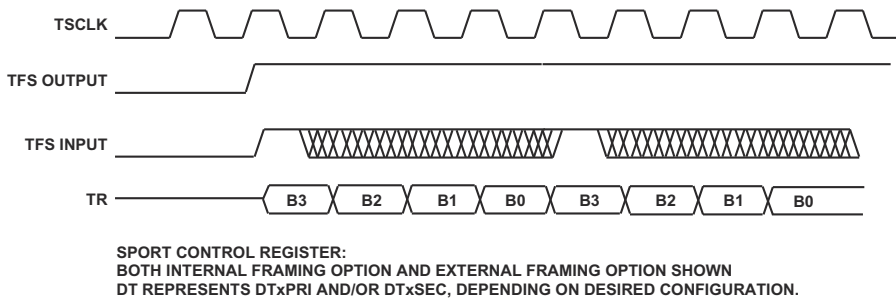 TSCLK
TFS OUTPUT
TFS INPUT
TR B3 B2 B1 B0 B3 B2 B1 B0
SPORT CONTROL REGISTER:
BOTH INTERNAL FRAMING OPTION AND EXTERNAL FRAMING OPTION SHOWN
DT REPRESENTS DTxPRI AND/OR DTxSEC, DEPENDING ON DESIRED CONFIGURATION.